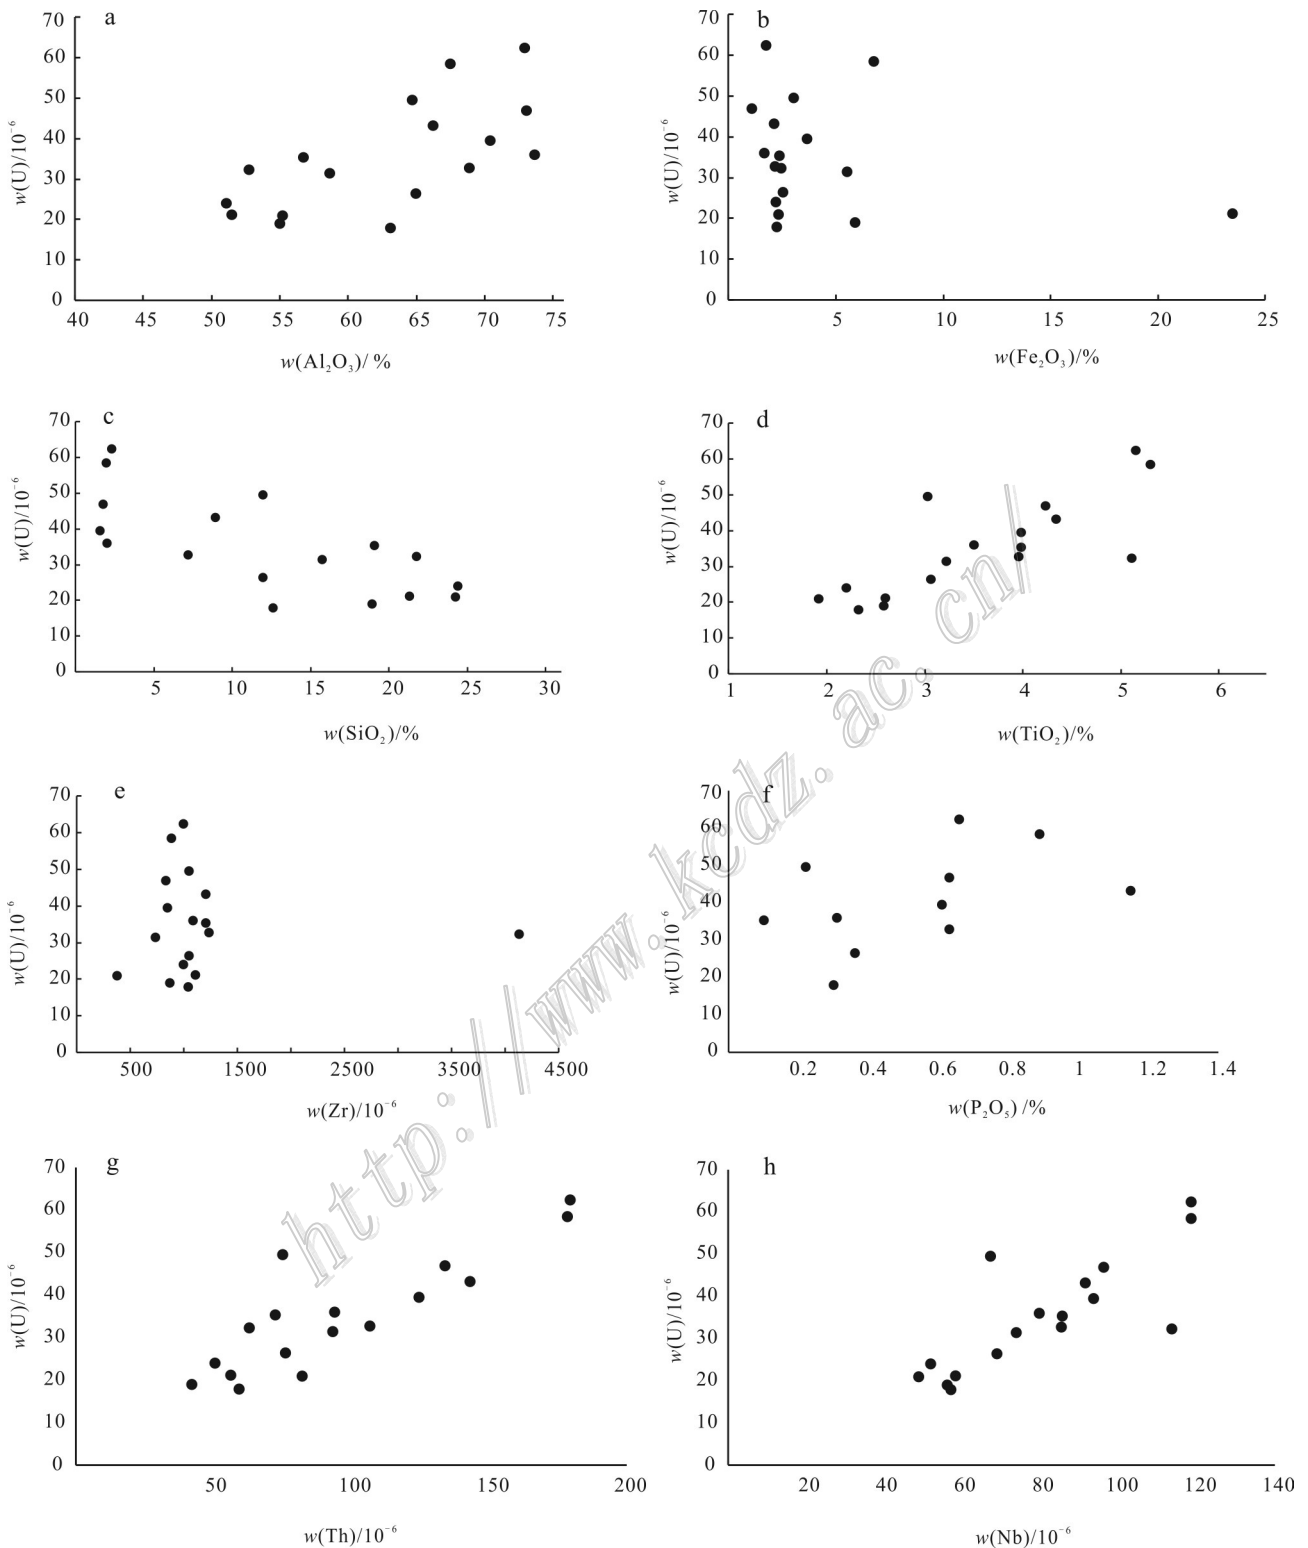 a
70
60
50
40
30
20
10
0
w(U)/10⁻⁶
40 45 50 55 60 65 70 75
w(Al₂O₃)/ %
b
70
60
50
40
30
20
10
0
w(U)/10⁻⁶
5 10 15 20 25
w(Fe₂O₃)/%
c
70
60
50
40
30
20
10
0
w(U)/10⁻⁶
5 10 15 20 25 30
w(SiO₂)/%
d
70
60
50
40
30
20
10
0
w(U)/10⁻⁶
1 2 3 4 5 6
w(TiO₂)/%
e
70
60
50
40
30
20
10
0
w(U)/10⁻⁶
500 1500 2500 3500 4500
w(Zr)/10⁻⁶
f
70
60
50
40
30
20
10
0
w(U)/10⁻⁶
0.2 0.4 0.6 0.8 1 1.2 1.4
w(P₂O₅) /%
g
70
60
50
40
30
20
10
0
w(U)/10⁻⁶
50 100 150 200
w(Th)/10⁻⁶
h
70
60
50
40
30
20
10
0
w(U)/10⁻⁶
20 40 60 80 100 120 140
w(Nb)/10⁻⁶
http://www.kcdz.ac.cn/